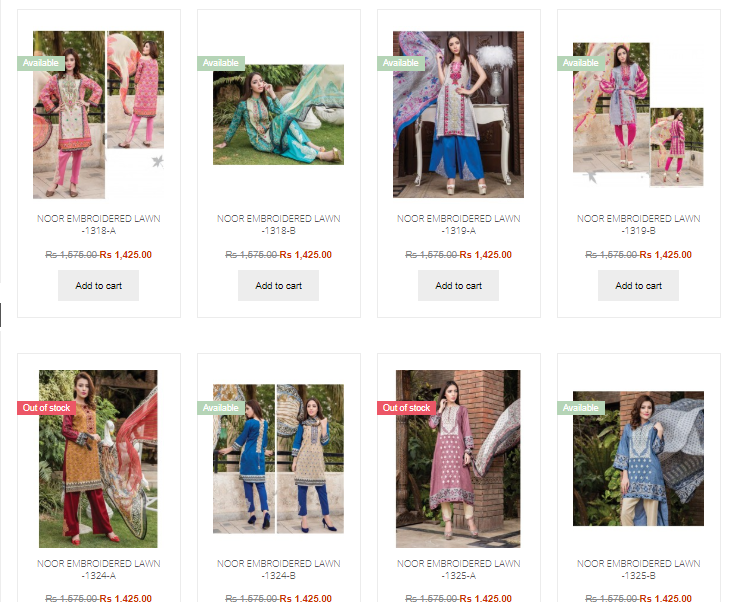 Available
Available
Available
Available
NOOR EMBROIDERED LAWN
-1318-A
NOOR EMBROIDERED LAWN
-1318-B
NOOR EMBROIDERED LAWN
-1319-A
NOOR EMBROIDERED LAWN
-1319-B
Rs 1,575.00 Rs 1,425.00
Rs 1,575.00 Rs 1,425.00
Rs 1,575.00 Rs 1,425.00
Rs 1,575.00 Rs 1,425.00
Add to cart
Add to cart
Add to cart
Add to cart
Out of stock
Available
Out of stock
Available
NOOR EMBROIDERED LAWN
-1324-A
NOOR EMBROIDERED LAWN
-1324-B
NOOR EMBROIDERED LAWN
-1325-A
NOOR EMBROIDERED LAWN
-1325-B
Rs 1,575.00 Rs 1,425.00
Rs 1,575.00 Rs 1,425.00
Rs 1,575.00 Rs 1,425.00
Rs 1,575.00 Rs 1,425.00